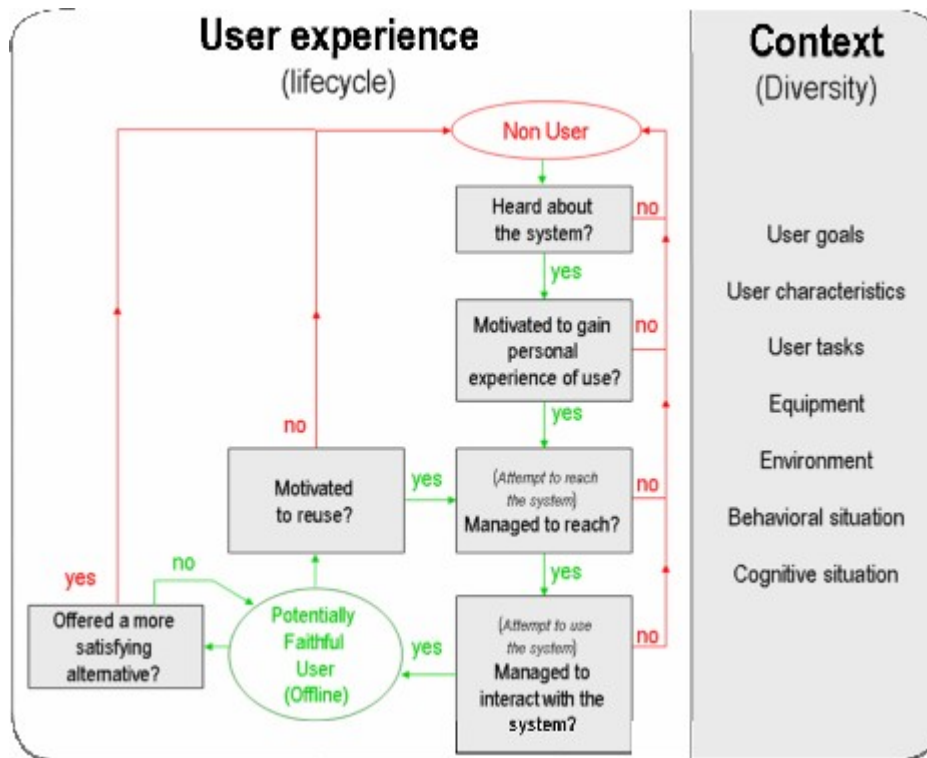 User experience
(lifecycle)
Context
(Diversity)
Non User
Heard about
the system?
no
yes
Motivated to gain
personal
experience of use?
no
yes
(Attempt to reach
the system)
Managed to reach?
no
yes
(Attempt to use
the system)
Managed to
interact with the
system?
no
yes
Potentially
Faithful
User
(Offline)
Motivated
to reuse?
no
yes
Offered a more
satisfying
alternative?
yes
no
User goals
User characteristics
User tasks
Equipment
Environment
Behavioral situation
Cognitive situation